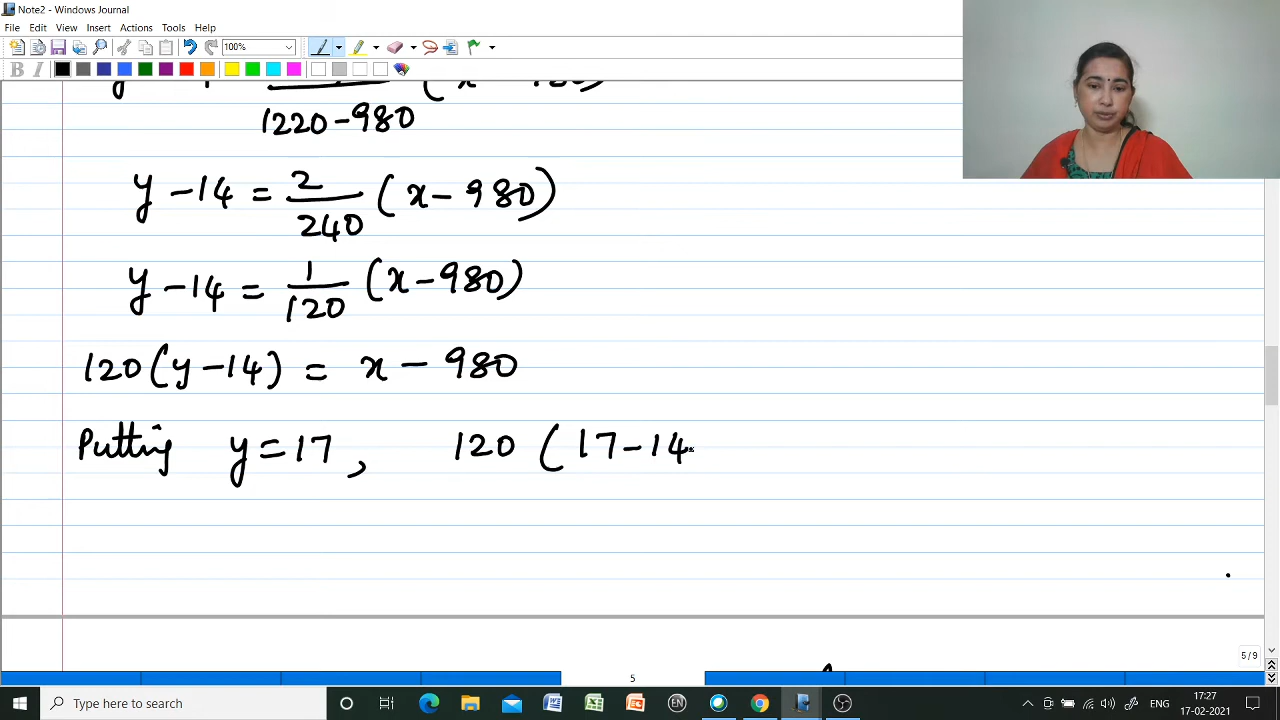 Note2 - Windows Journal
File Edit View Insert Actions Tools Help
100%
B I
1220-980
y-14 = 2/240 (x-980)
y-14 = 1/120 (x-980)
120(y-14) = x - 980
Putting y=17, 120 (17-14
5/9
5
Type here to search
EN
ENG
17:27
17-02-2021